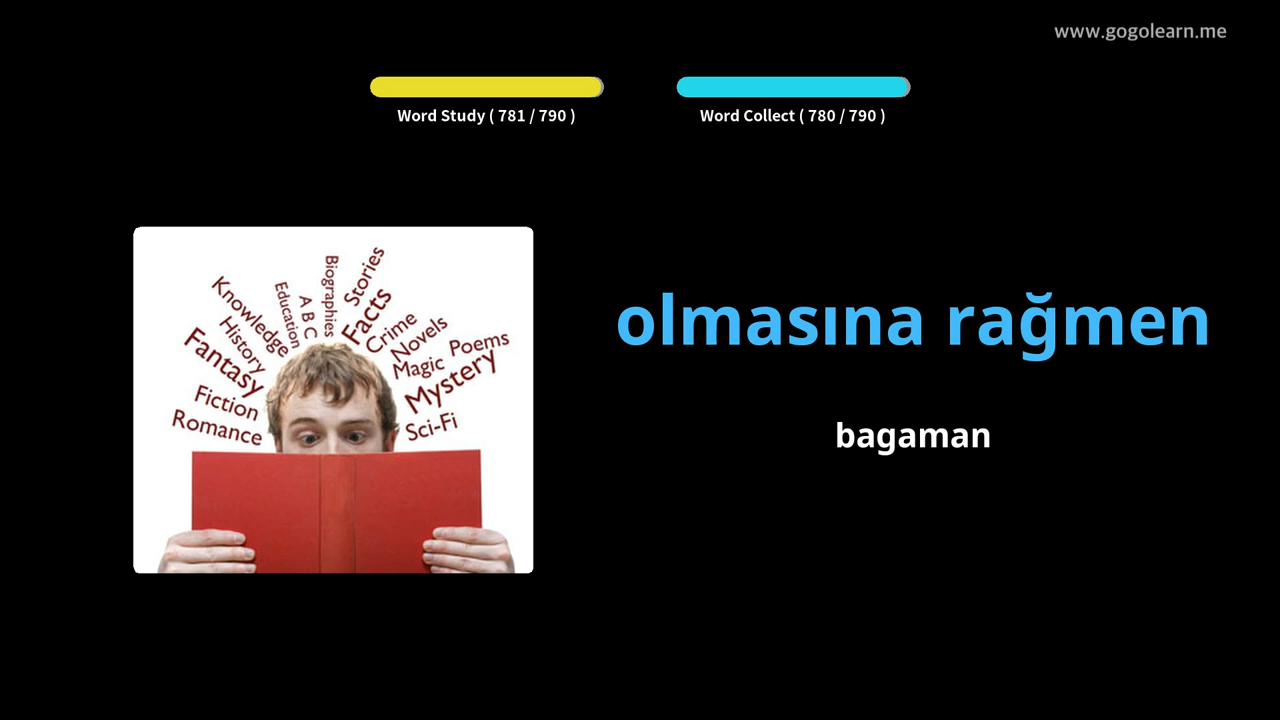 www.gogolearn.me
Word Study ( 781 / 790 )
Word Collect ( 780 / 790 )
olmasına rağmen
bagaman
Knowledge
History
Fantasy
Fiction
Romance
Education
A B C
Biographies
Stories
Facts
Crime
Novels
Magic
Poems
Mystery
Sci-Fi